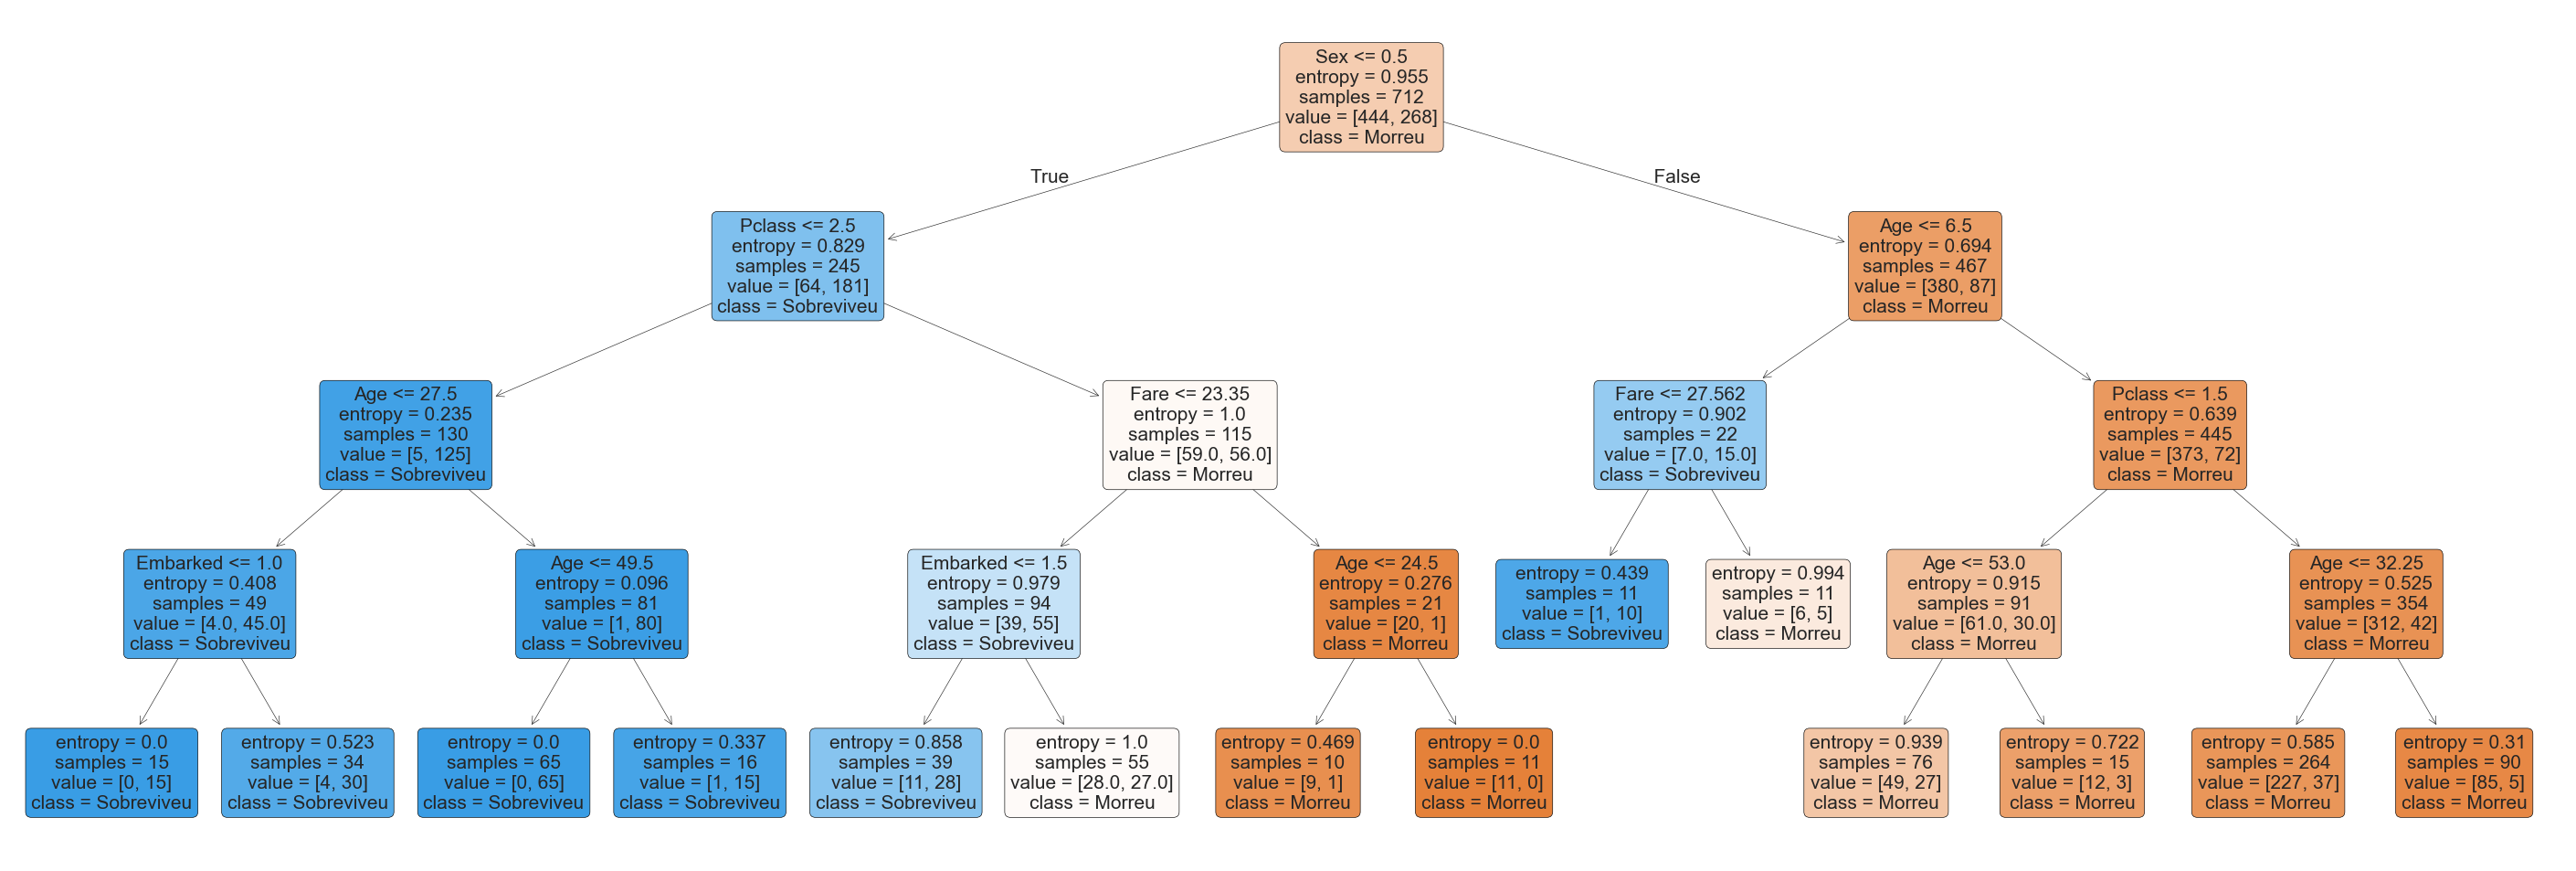 Sex <= 0.5
entropy = 0.955
samples = 712
value = [444, 268]
class = Morreu
True
False
Pclass <= 2.5
entropy = 0.829
samples = 245
value = [64, 181]
class = Sobreviveu
Age <= 6.5
entropy = 0.694
samples = 467
value = [380, 87]
class = Morreu
Age <= 27.5
entropy = 0.235
samples = 130
value = [5, 125]
class = Sobreviveu
Fare <= 23.35
entropy = 1.0
samples = 115
value = [59.0, 56.0]
class = Morreu
Fare <= 27.562
entropy = 0.902
samples = 22
value = [7.0, 15.0]
class = Sobreviveu
Pclass <= 1.5
entropy = 0.639
samples = 445
value = [373, 72]
class = Morreu
Embarked <= 1.0
entropy = 0.408
samples = 49
value = [4.0, 45.0]
class = Sobreviveu
Age <= 49.5
entropy = 0.096
samples = 81
value = [1, 80]
class = Sobreviveu
Embarked <= 1.5
entropy = 0.979
samples = 94
value = [39, 55]
class = Sobreviveu
Age <= 24.5
entropy = 0.276
samples = 21
value = [20, 1]
class = Morreu
entropy = 0.439
samples = 11
value = [1, 10]
class = Sobreviveu
entropy = 0.994
samples = 11
value = [6, 5]
class = Morreu
Age <= 53.0
entropy = 0.915
samples = 91
value = [61.0, 30.0]
class = Morreu
Age <= 32.25
entropy = 0.525
samples = 354
value = [312, 42]
class = Morreu
entropy = 0.0
samples = 15
value = [0, 15]
class = Sobreviveu
entropy = 0.523
samples = 34
value = [4, 30]
class = Sobreviveu
entropy = 0.0
samples = 65
value = [0, 65]
class = Sobreviveu
entropy = 0.337
samples = 16
value = [1, 15]
class = Sobreviveu
entropy = 0.858
samples = 39
value = [11, 28]
class = Sobreviveu
entropy = 1.0
samples = 55
value = [28.0, 27.0]
class = Morreu
entropy = 0.469
samples = 10
value = [9, 1]
class = Morreu
entropy = 0.0
samples = 11
value = [11, 0]
class = Morreu
entropy = 0.939
samples = 76
value = [49, 27]
class = Morreu
entropy = 0.722
samples = 15
value = [12, 3]
class = Morreu
entropy = 0.585
samples = 264
value = [227, 37]
class = Morreu
entropy = 0.31
samples = 90
value = [85, 5]
class = Morreu